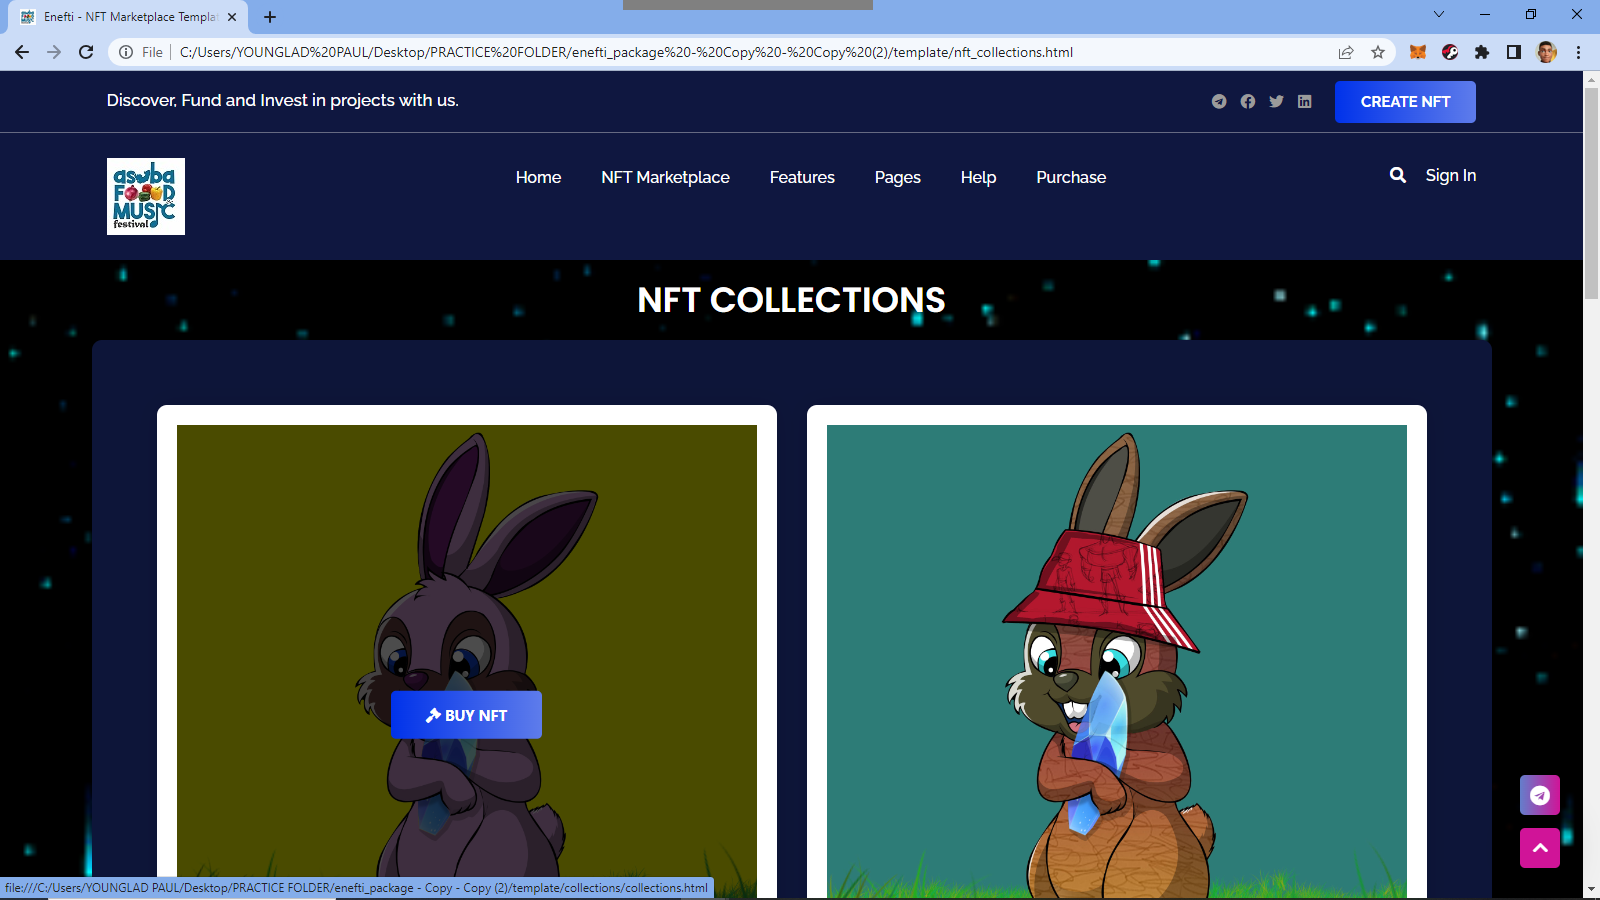 Enefti - NFT Marketplace Templat
File
C:/Users/YOUNGLAD%20PAUL/Desktop/PRACTICE%20FOLDER/enefti_package%20-%20Copy%20-%20Copy%20(2)/template/nft_collections.html
Discover, Fund and Invest in projects with us.
CREATE NFT
asaba
FOOD
&
MUSIC
festival
Home
NFT Marketplace
Features
Pages
Help
Purchase
Sign In
NFT COLLECTIONS
BUY NFT
file:///C:/Users/YOUNGLAD PAUL/Desktop/PRACTICE FOLDER/enefti_package - Copy - Copy (2)/template/collections/collections.html